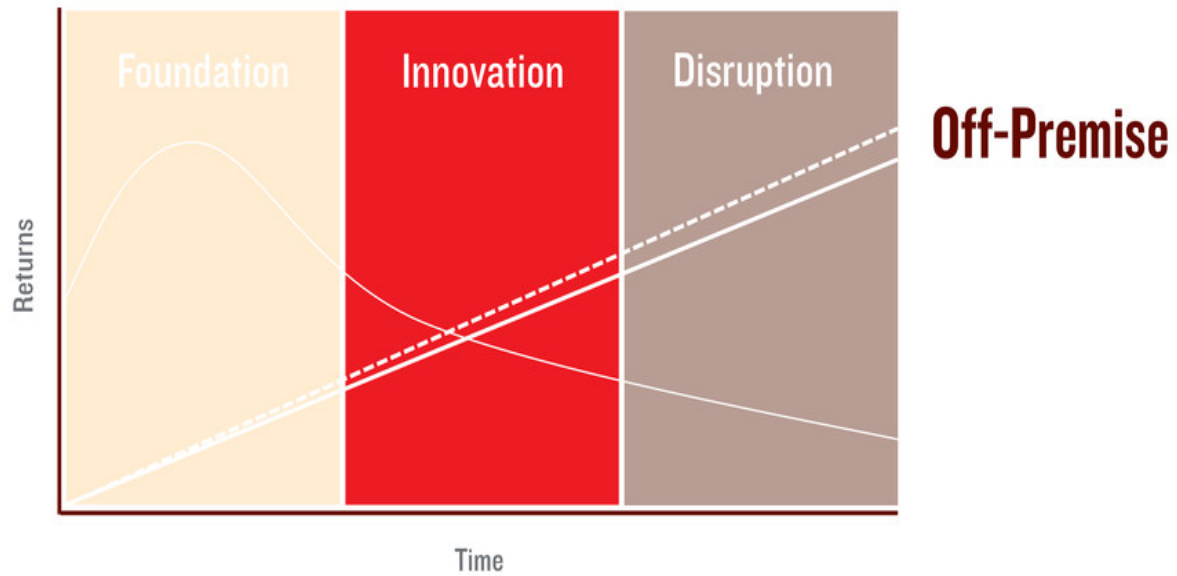 Foundation
Innovation
Disruption
Off-Premise
Returns
Time